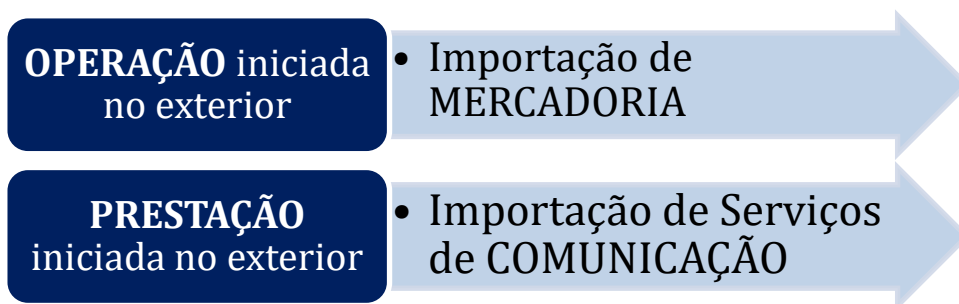 OPERAÇÃO iniciada
no exterior
• Importação de
MERCADORIA
PRESTAÇÃO
iniciada no exterior
• Importação de Serviços
de COMUNICAÇÃO